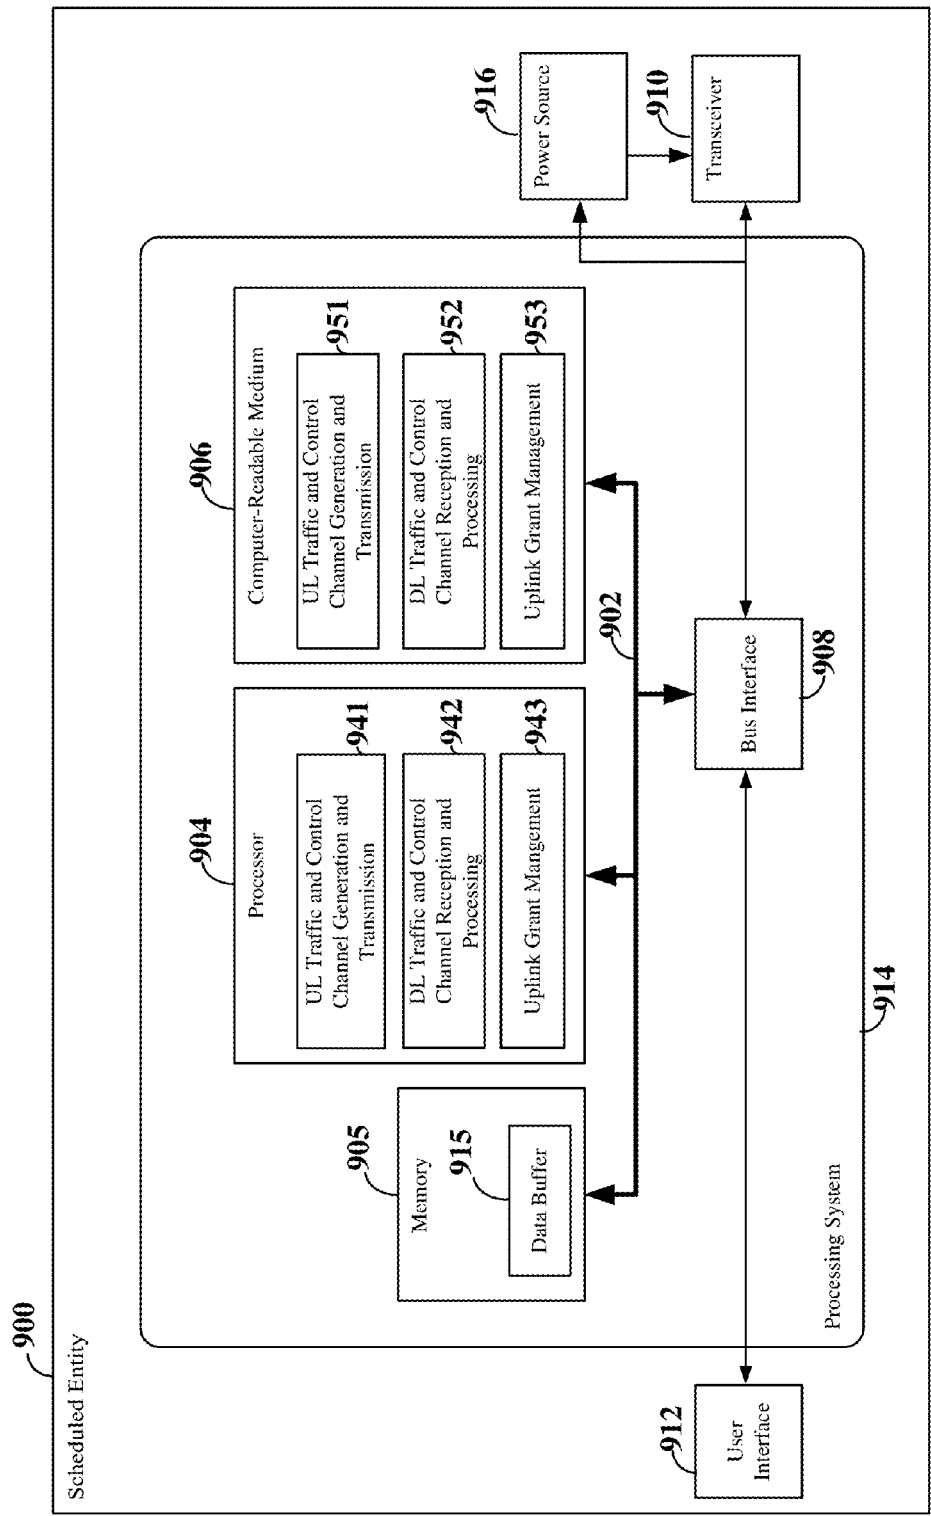 900
Scheduled Entity
904
Processor
UL Traffic and Control
Channel Generation and
Transmission
941
DL Traffic and Control
Channel Reception and
Processing
942
Uplink Grant Mangement
943
906
Computer-Readable Medium
UL Traffic and Control
Channel Generation and
Transmission
951
DL Traffic and Control
Channel Reception and
Processing
952
Uplink Grant Management
953
905
Memory
915
Data Buffer
902
916
Power Source
910
Transceiver
912
User
Interface
Bus Interface
908
Processing System
914